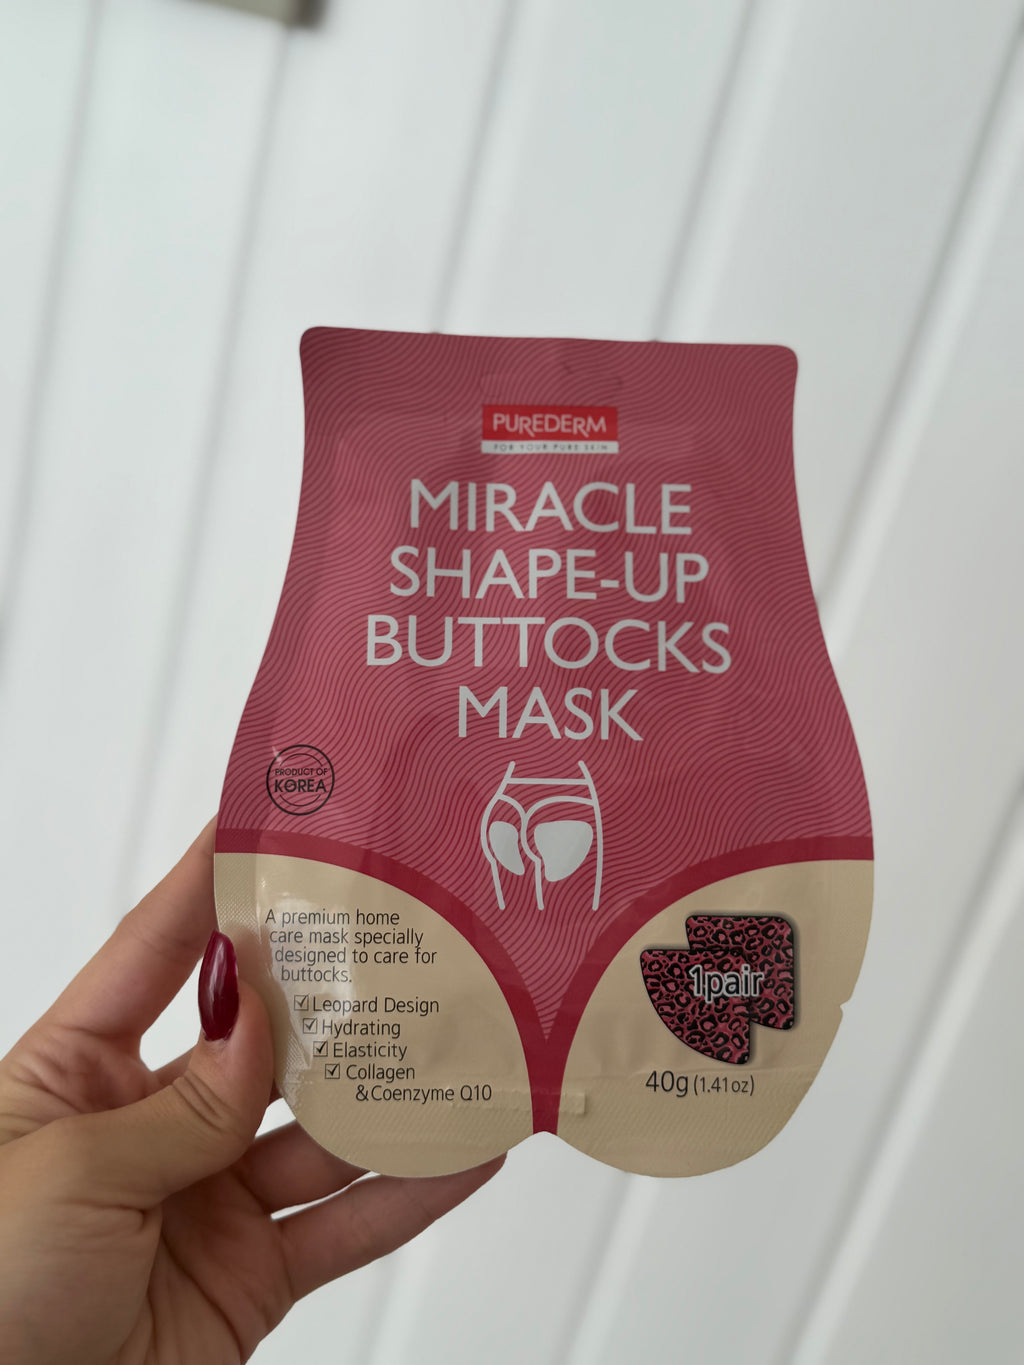 PUREDERM
FOR YOUR PURE SKIN
MIRACLE
SHAPE-UP
BUTTOCKS
MASK
PRODUCT OF
KOREA
A premium home
care mask specially
designed to care for
buttocks.
☑ Leopard Design
☑ Hydrating
☑ Elasticity
☑ Collagen
&Coenzyme Q10
1pair
40g (1.41oz)